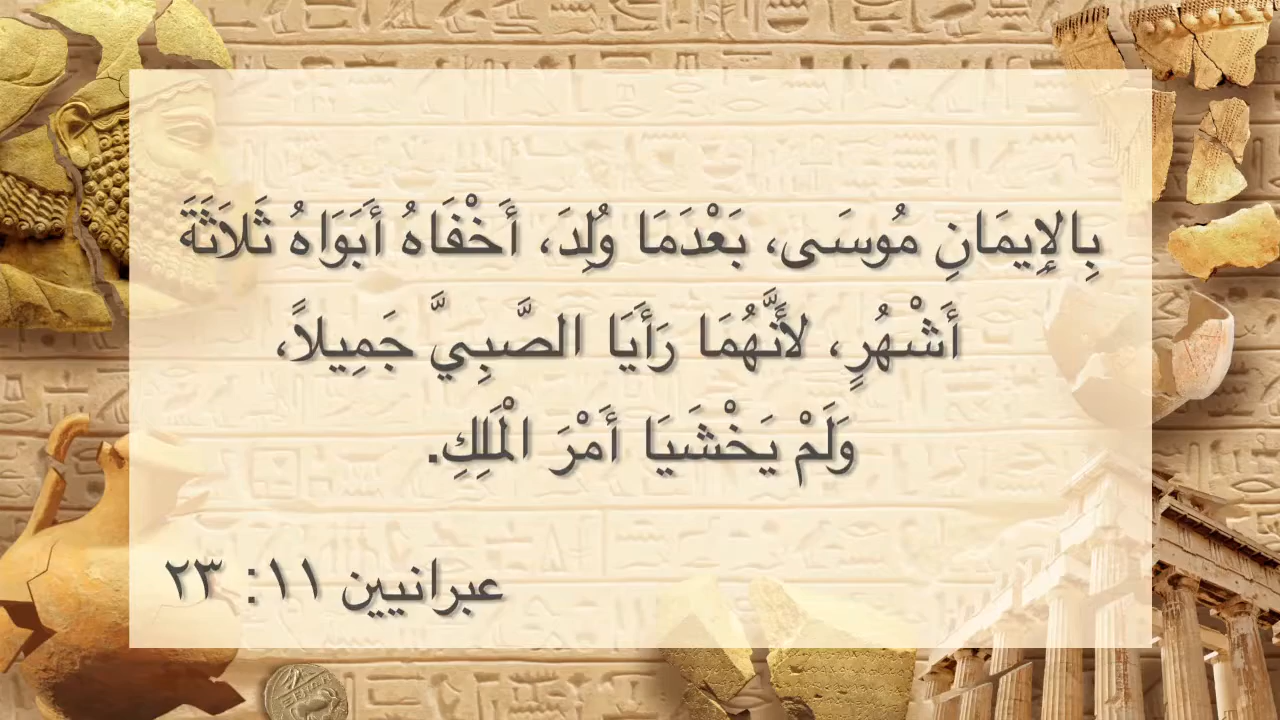 بِالإِيمَانِ مُوسَى، بَعْدَمَا وُلِدَ، أَخْفَاهُ أَبَوَاهُ ثَلاَثَةَ
أَشْهُرٍ، لأَنَّهُمَا رَأَيَا الصَّبِيَّ جَمِيلاً،
وَلَمْ يَخْشَيَا أَمْرَ الْمَلِكِ.
عبرانيين ١١: ٢٣